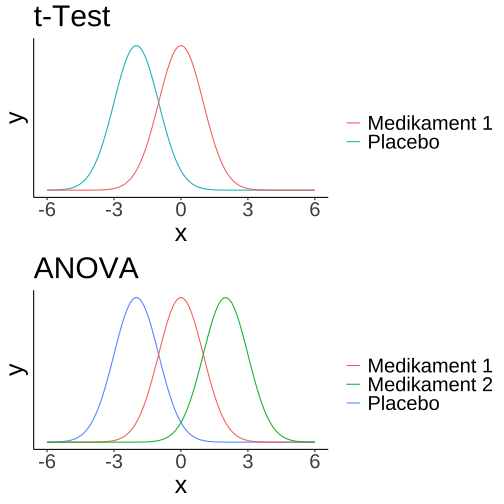 t-Test
y
Medikament 1
Placebo
-6 -3 0 3 6
x
ANOVA
y
Medikament 1
Medikament 2
Placebo
-6 -3 0 3 6
x